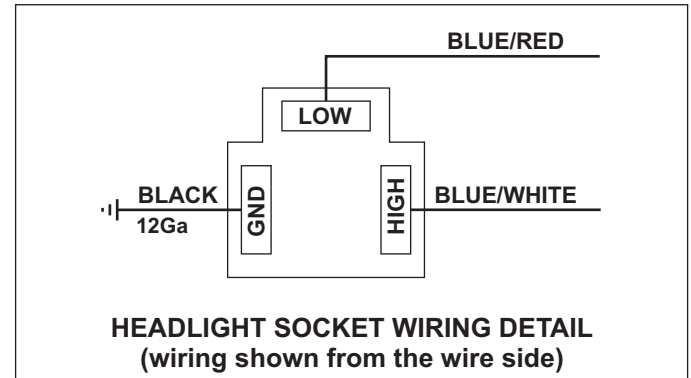 BLUE/RED
LOW
BLACK
12Ga
GND
HIGH
BLUE/WHITE
HEADLIGHT SOCKET WIRING DETAIL
(wiring shown from the wire side)